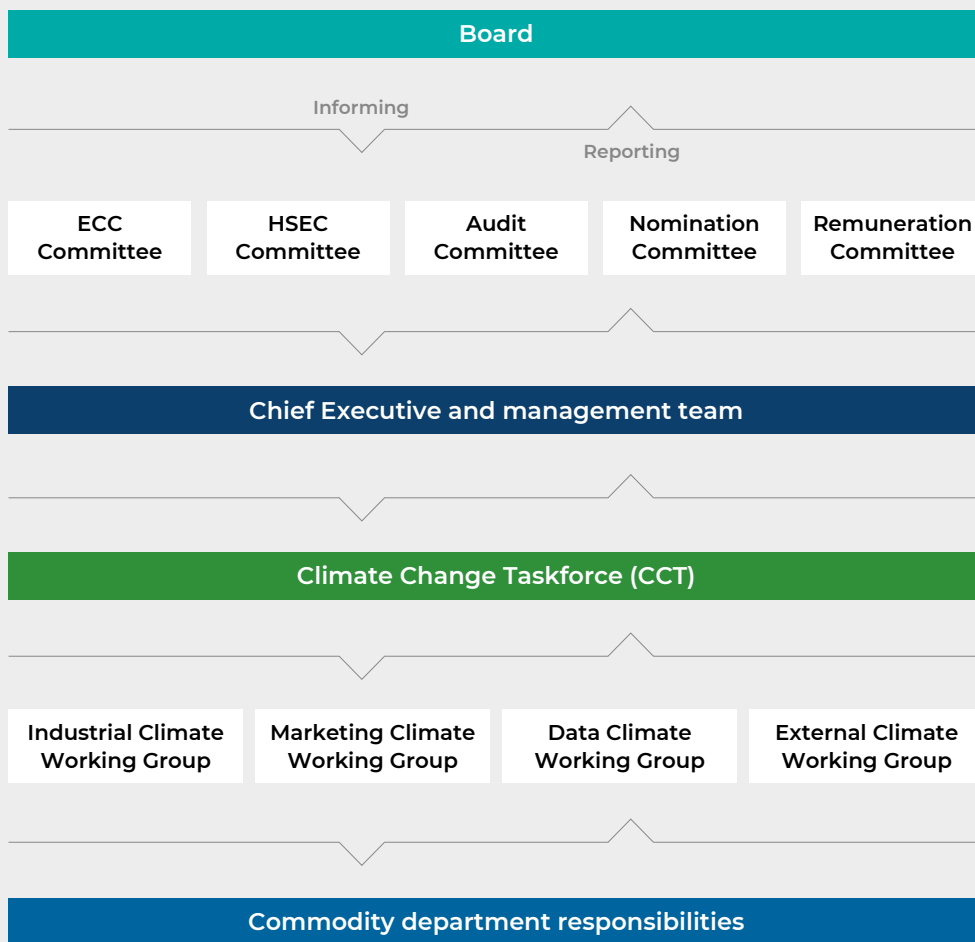 Board
Informing
Reporting
ECC
Committee
HSEC
Committee
Audit
Committee
Nomination
Committee
Remuneration
Committee
Chief Executive and management team
Climate Change Taskforce (CCT)
Industrial Climate
Working Group
Marketing Climate
Working Group
Data Climate
Working Group
External Climate
Working Group
Commodity department responsibilities